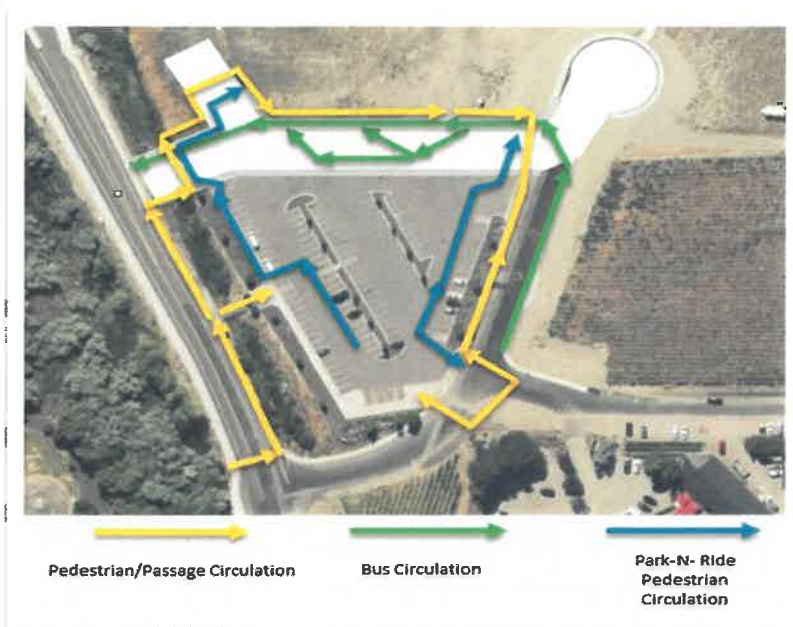 Pedestrian/Passage Circulation
Bus Circulation
Park-N- Ride
Pedestrian
Circulation